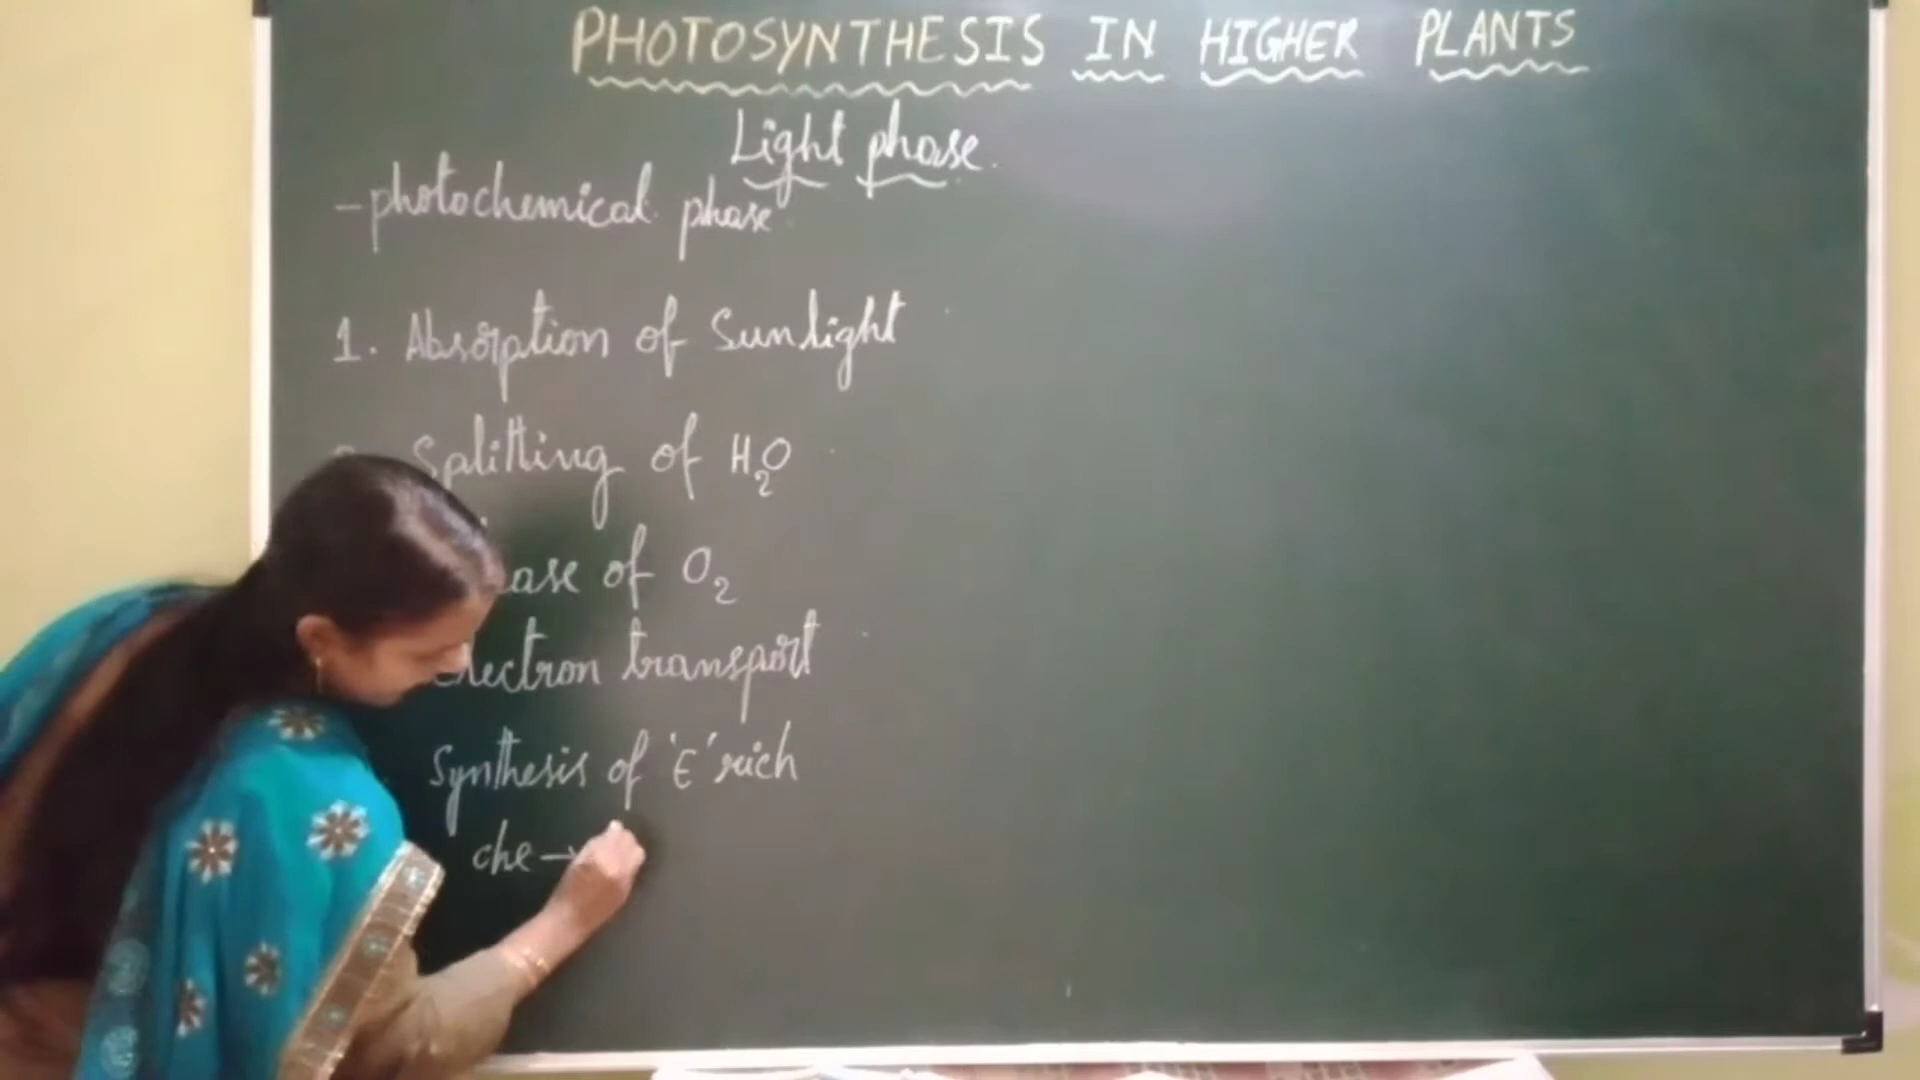 PHOTOSYNTHESIS IN HIGHER PLANTS
Light phase.
- photochemical phase
1. Absorption of Sunlight
Splitting of H₂O
ase of O₂
Electron transport
Synthesis of 'E' rich
che →